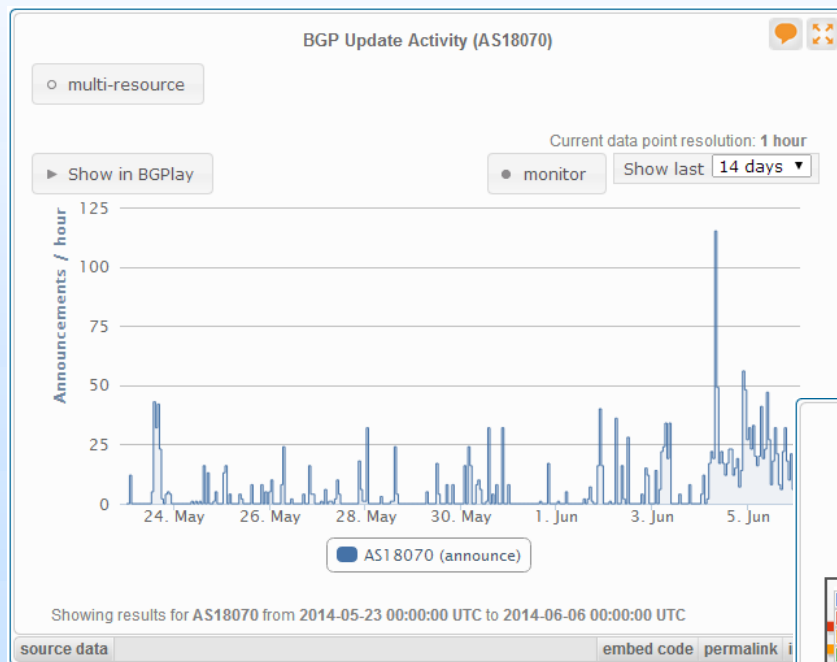 BGP Update Activity (AS18070)
multi-resource
Current data point resolution: 1 hour
Show in BGPlay
monitor
Show last 14 days
Announcements / hour
125
100
75
50
25
0
24. May 26. May 28. May 30. May 1. Jun 3. Jun 5. Jun
AS18070 (announce)
Showing results for AS18070 from 2014-05-23 00:00:00 UTC to 2014-06-06 00:00:00 UTC
source data embed code permalink